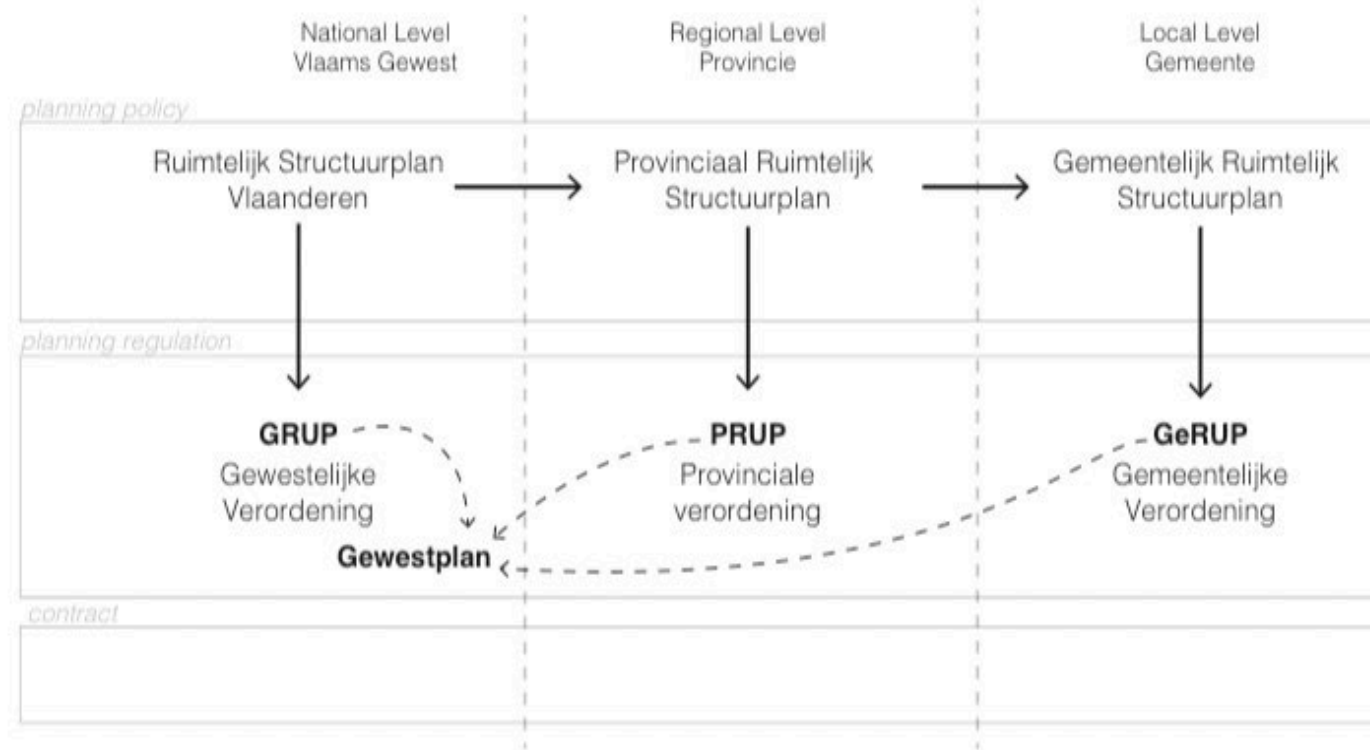 National Level
Vlaams Gewest
Regional Level
Provincie
Local Level
Gemeente
planning policy
Ruimtelijk Structuurplan
Vlaanderen
Provinciaal Ruimtelijk
Structuurplan
Gemeentelijk Ruimtelijk
Structuurplan
planning regulation
GRUP
Gewestelijke
Verordening
PRUP
Provinciale
verordening
GeRUP
Gemeentelijke
Verordening
Gewestplan
contract